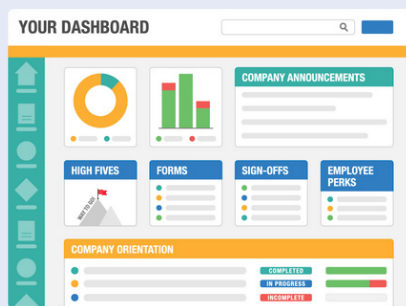 YOUR DASHBOARD
COMPANY ANNOUNCEMENTS
HIGH FIVES
FORMS
SIGN-OFFS
EMPLOYEE
PERKS
WAY TO GO!
COMPANY ORIENTATION
COMPLETED
IN PROGRESS
INCOMPLETE